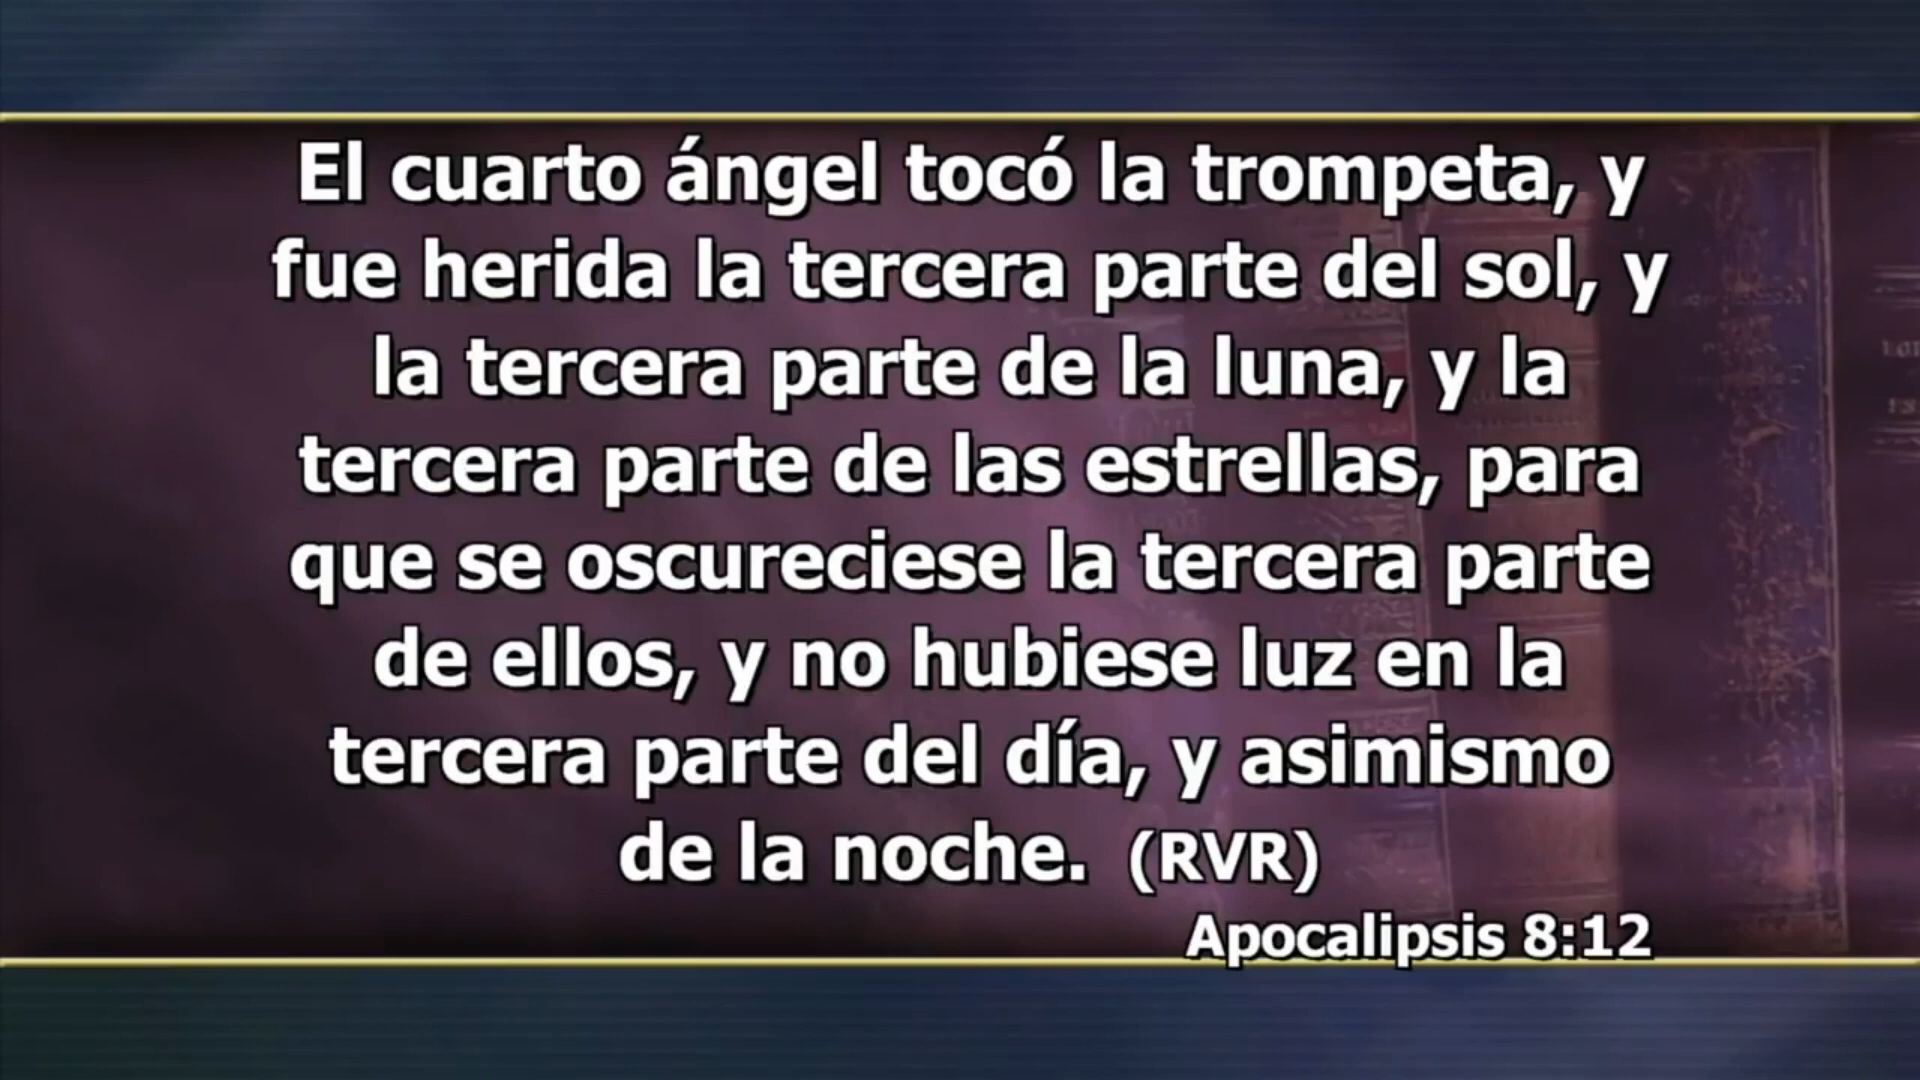 El cuarto ángel tocó la trompeta, y
fue herida la tercera parte del sol, y
la tercera parte de la luna, y la
tercera parte de las estrellas, para
que se oscureciese la tercera parte
de ellos, y no hubiese luz en la
tercera parte del día, y asimismo
de la noche. (RVR)
Apocalipsis 8:12